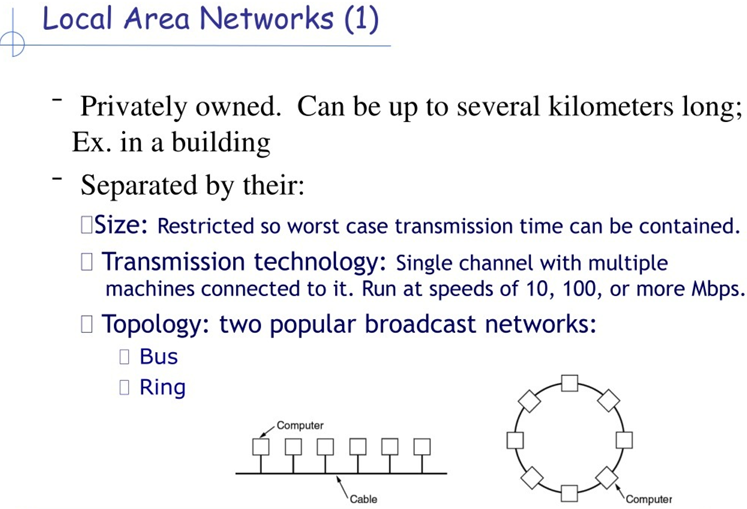 Local Area Networks (1)
– Privately owned.  Can be up to several kilometers long;
Ex. in a building
– Separated by their:
Size: Restricted so worst case transmission time can be contained.
Transmission technology: Single channel with multiple
machines connected to it. Run at speeds of 10, 100, or more Mbps.
Topology: two popular broadcast networks:
Bus
Ring
Computer
Cable
Computer